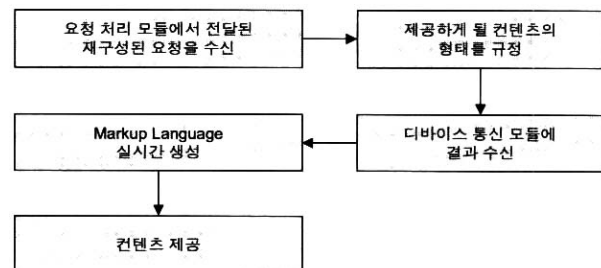 요청 처리 모듈에서 전달된
재구성된 요청을 수신
제공하게 될 컨텐츠의
형태를 규정
디바이스 통신 모듈에
결과 수신
Markup Language
실시간 생성
컨텐츠 제공